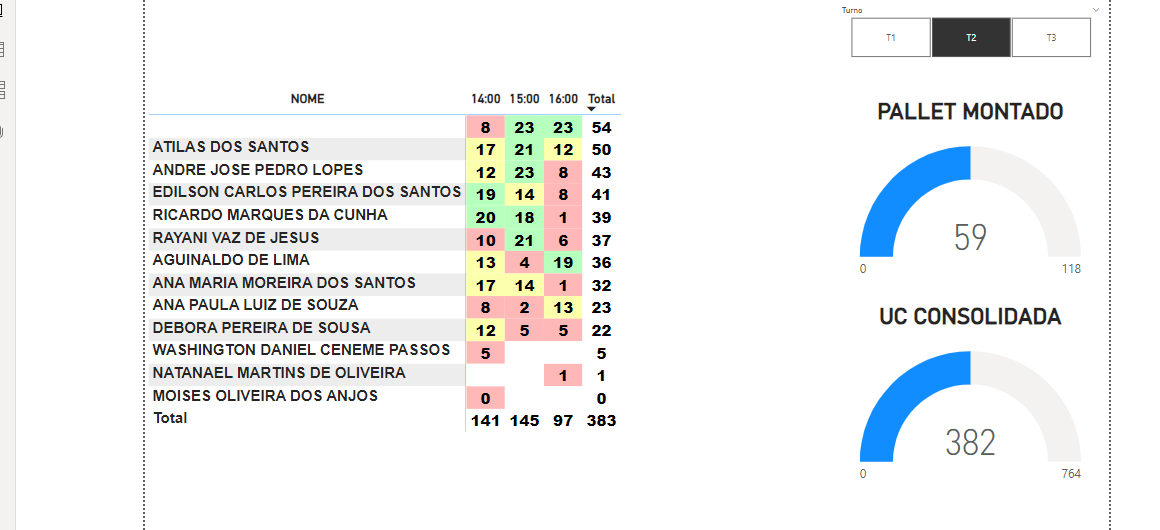 Turno
T1 T2 T3
NOME 14:00 15:00 16:00 Total
8 23 23 54
ATILAS DOS SANTOS 17 21 12 50
ANDRE JOSE PEDRO LOPES 12 23 8 43
EDILSON CARLOS PEREIRA DOS SANTOS 19 14 8 41
RICARDO MARQUES DA CUNHA 20 18 1 39
RAYANI VAZ DE JESUS 10 21 6 37
AGUINALDO DE LIMA 13 4 19 36
ANA MARIA MOREIRA DOS SANTOS 17 14 1 32
ANA PAULA LUIZ DE SOUZA 8 2 13 23
DEBORA PEREIRA DE SOUSA 12 5 5 22
WASHINGTON DANIEL CENEME PASSOS 5 5
NATANAEL MARTINS DE OLIVEIRA 1 1
MOISES OLIVEIRA DOS ANJOS 0 0
Total 141 145 97 383
PALLET MONTADO
59
0 118
UC CONSOLIDADA
382
0 764